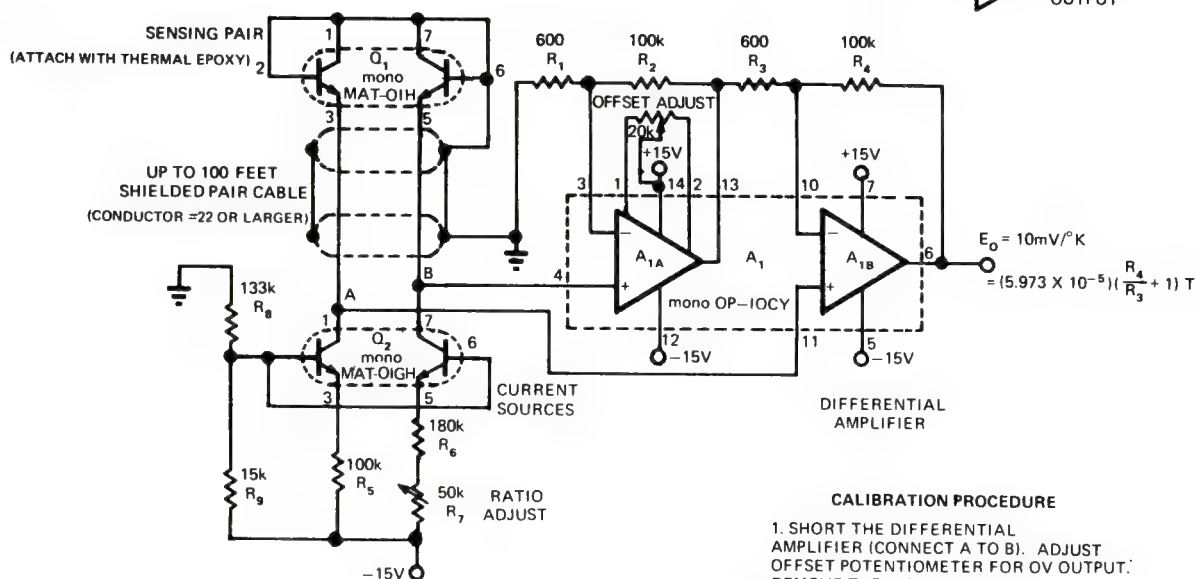 OUTPUT
SENSING PAIR
(ATTACH WITH THERMAL EPOXY)
1
7
2
6
Q1
mono
MAT-OIH
3
5
UP TO 100 FEET
SHIELDED PAIR CABLE
(CONDUCTOR =22 OR LARGER)
600
R1
100k
R2
600
R3
100k
R4
OFFSET ADJUST
20k
+15V
+15V
3
1
14
2
13
10
7
A1A
A1
A1B
6
4
mono OP-IOCY
12
-15V
11
5
-15V
Eo = 10mV/°K
= (5.973 X 10-5)(R4/R3 + 1) T
DIFFERENTIAL
AMPLIFIER
133k
R8
A
B
1
7
Q2
mono
MAT-OIGH
6
3
5
CURRENT
SOURCES
180k
R6
15k
R9
100k
R5
50k
R7
RATIO
ADJUST
-15V
CALIBRATION PROCEDURE
1. SHORT THE DIFFERENTIAL
AMPLIFIER (CONNECT A TO B). ADJUST
OFFSET POTENTIOMETER FOR OV OUTPUT.